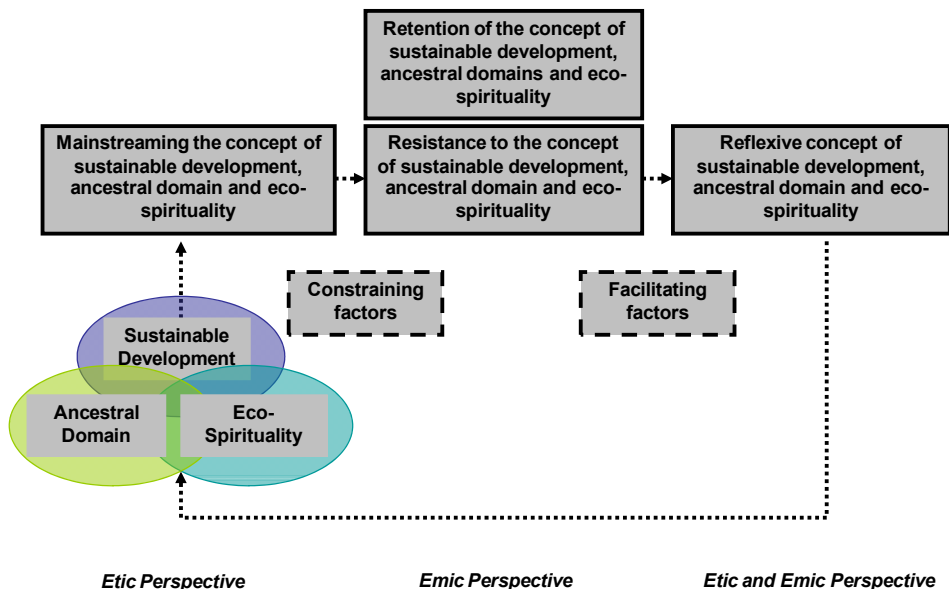 Retention of the concept of
sustainable development,
ancestral domains and eco-
spirituality
Mainstreaming the concept of
sustainable development,
ancestral domain and eco-
spirituality
Resistance to the concept
of sustainable development,
ancestral domain and eco-
spirituality
Reflexive concept of
sustainable development,
ancestral domain and eco-
spirituality
Constraining
factors
Facilitating
factors
Sustainable
Development
Ancestral
Domain
Eco-
Spirituality
Etic Perspective
Emic Perspective
Etic and Emic Perspective